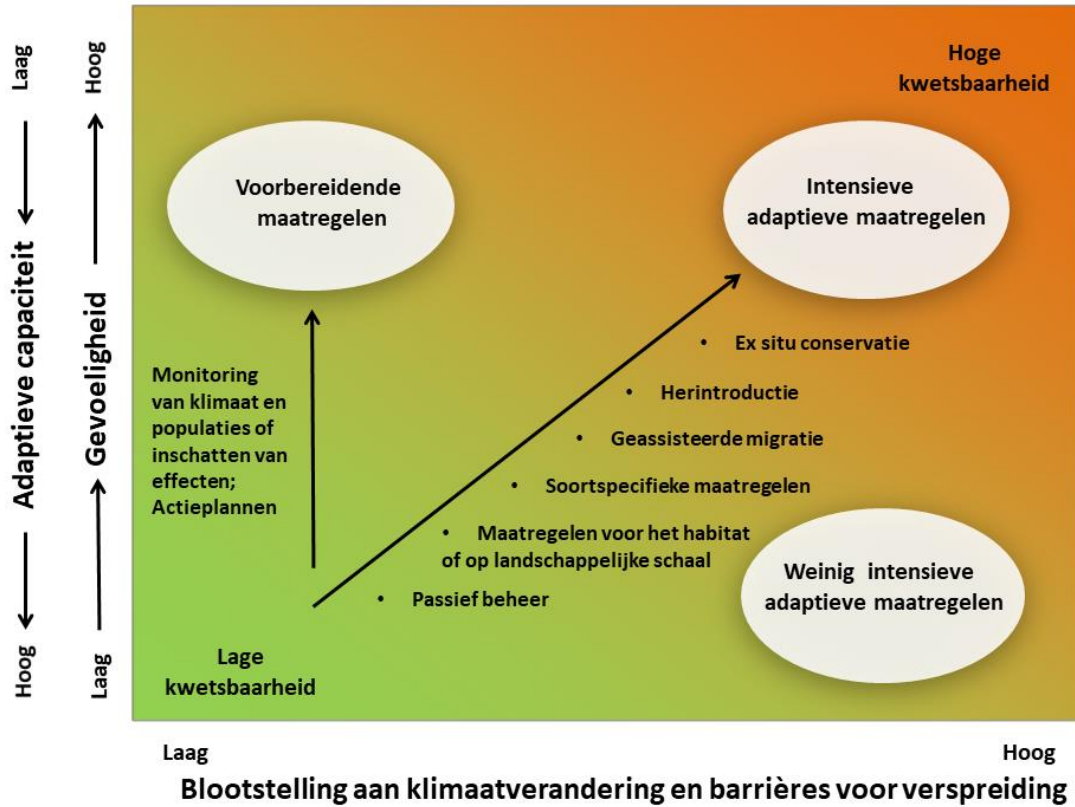 Hoge
kwetsbaarheid
Voorbereidende
maatregelen
Intensieve
adaptieve maatregelen
Monitoring
van klimaat en
populaties of
inschatten van
effecten;
Actieplannen
• Ex situ conservatie
• Herintroductie
• Geassisteerde migratie
• Soortspecifieke maatregelen
• Maatregelen voor het habitat
of op landschappelijke schaal
• Passief beheer
Weinig intensieve
adaptieve maatregelen
Lage
kwetsbaarheid
Laag
Adaptieve capaciteit
Hoog
Hoog
Gevoeligheid
Laag
Laag
Hoog
Blootstelling aan klimaatverandering en barrières voor verspreiding